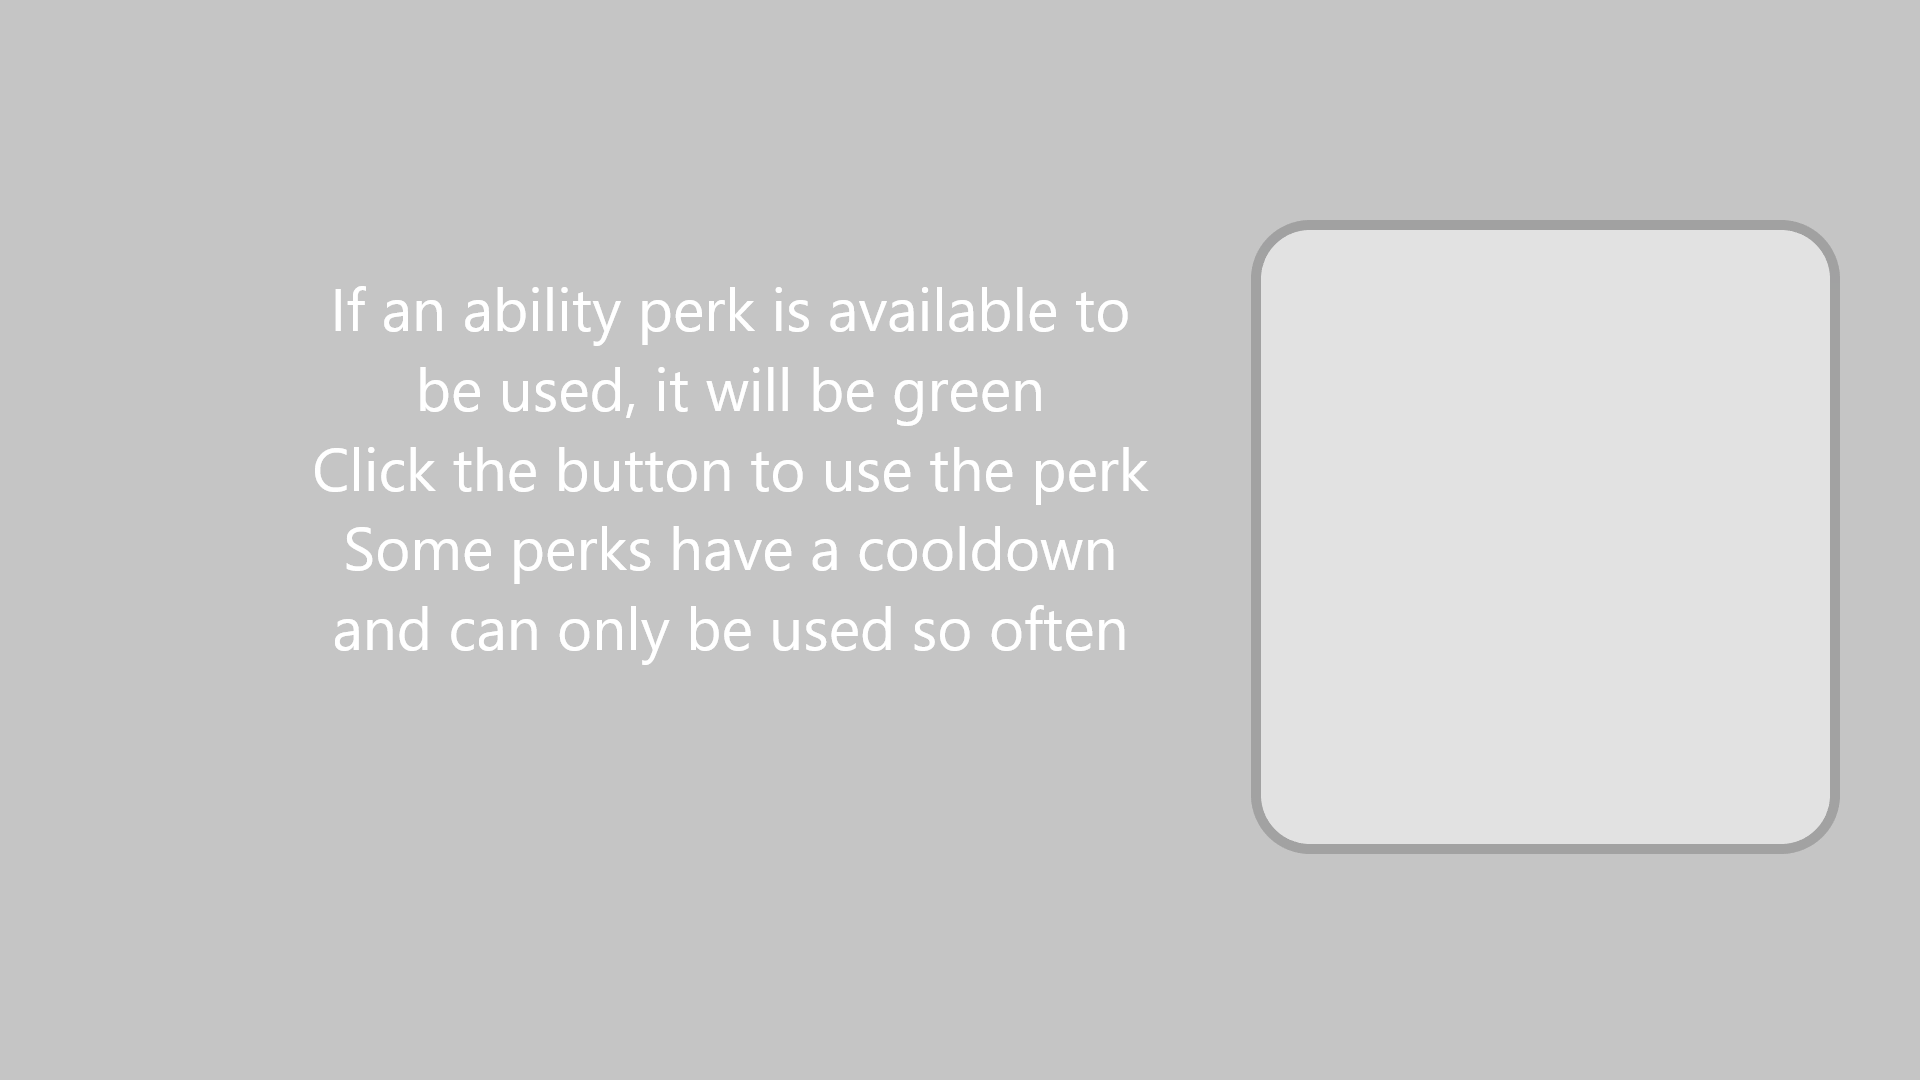 If an ability perk is available to
be used, it will be green
Click the button to use the perk
Some perks have a cooldown
and can only be used so often